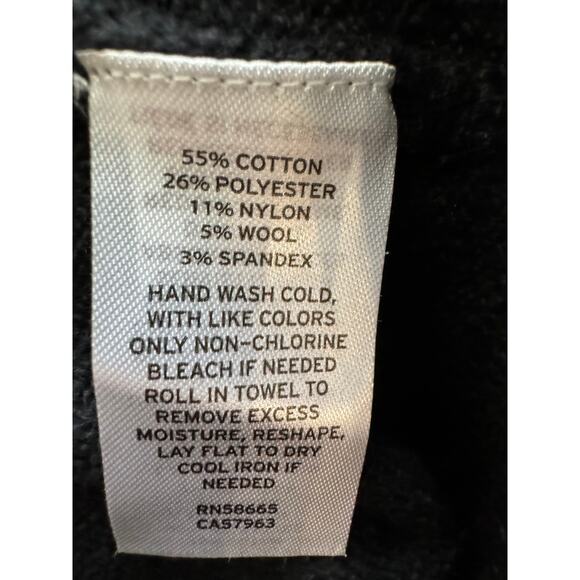 55% COTTON
26% POLYESTER
11% NYLON
5% WOOL
3% SPANDEX
HAND WASH COLD,
WITH LIKE COLORS
ONLY NON-CHLORINE
BLEACH IF NEEDED
ROLL IN TOWEL TO
REMOVE EXCESS
MOISTURE, RESHAPE,
LAY FLAT TO DRY
COOL IRON IF
NEEDED
RN58665
CA57963